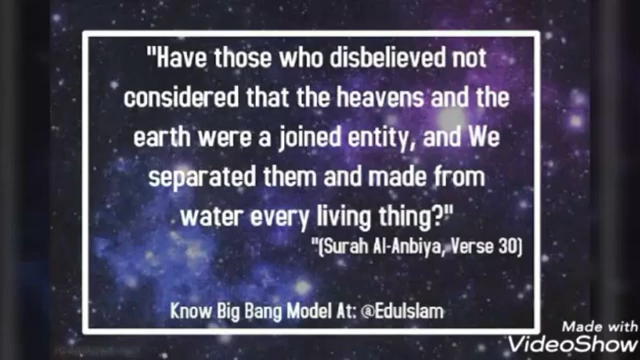 "Have those who disbelieved not
considered that the heavens and the
earth were a joined entity, and We
separated them and made from
water every living thing?"
"(Surah Al-Anbiya, Verse 30)
Know Big Bang Model At: @EduIslam
Made with
VideoShow